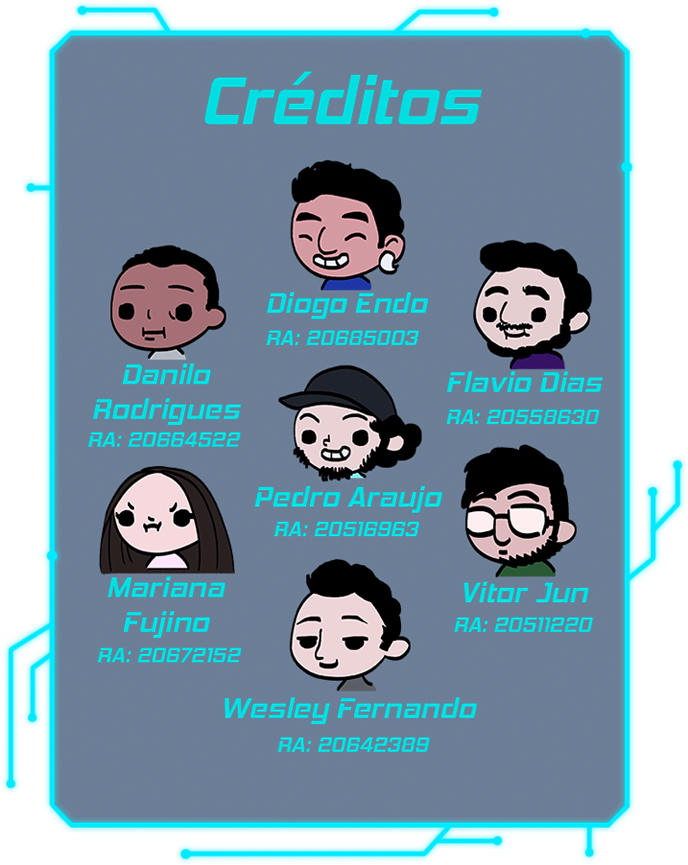 Créditos
Diogo Endo
RA: 20685003
Danilo
Rodrigues
RA: 20664522
Flavio Dias
RA: 20558630
Pedro Araujo
RA: 20516963
Mariana
Fujino
RA: 20672152
Vitor Jun
RA: 20511220
Wesley Fernando
RA: 20642389